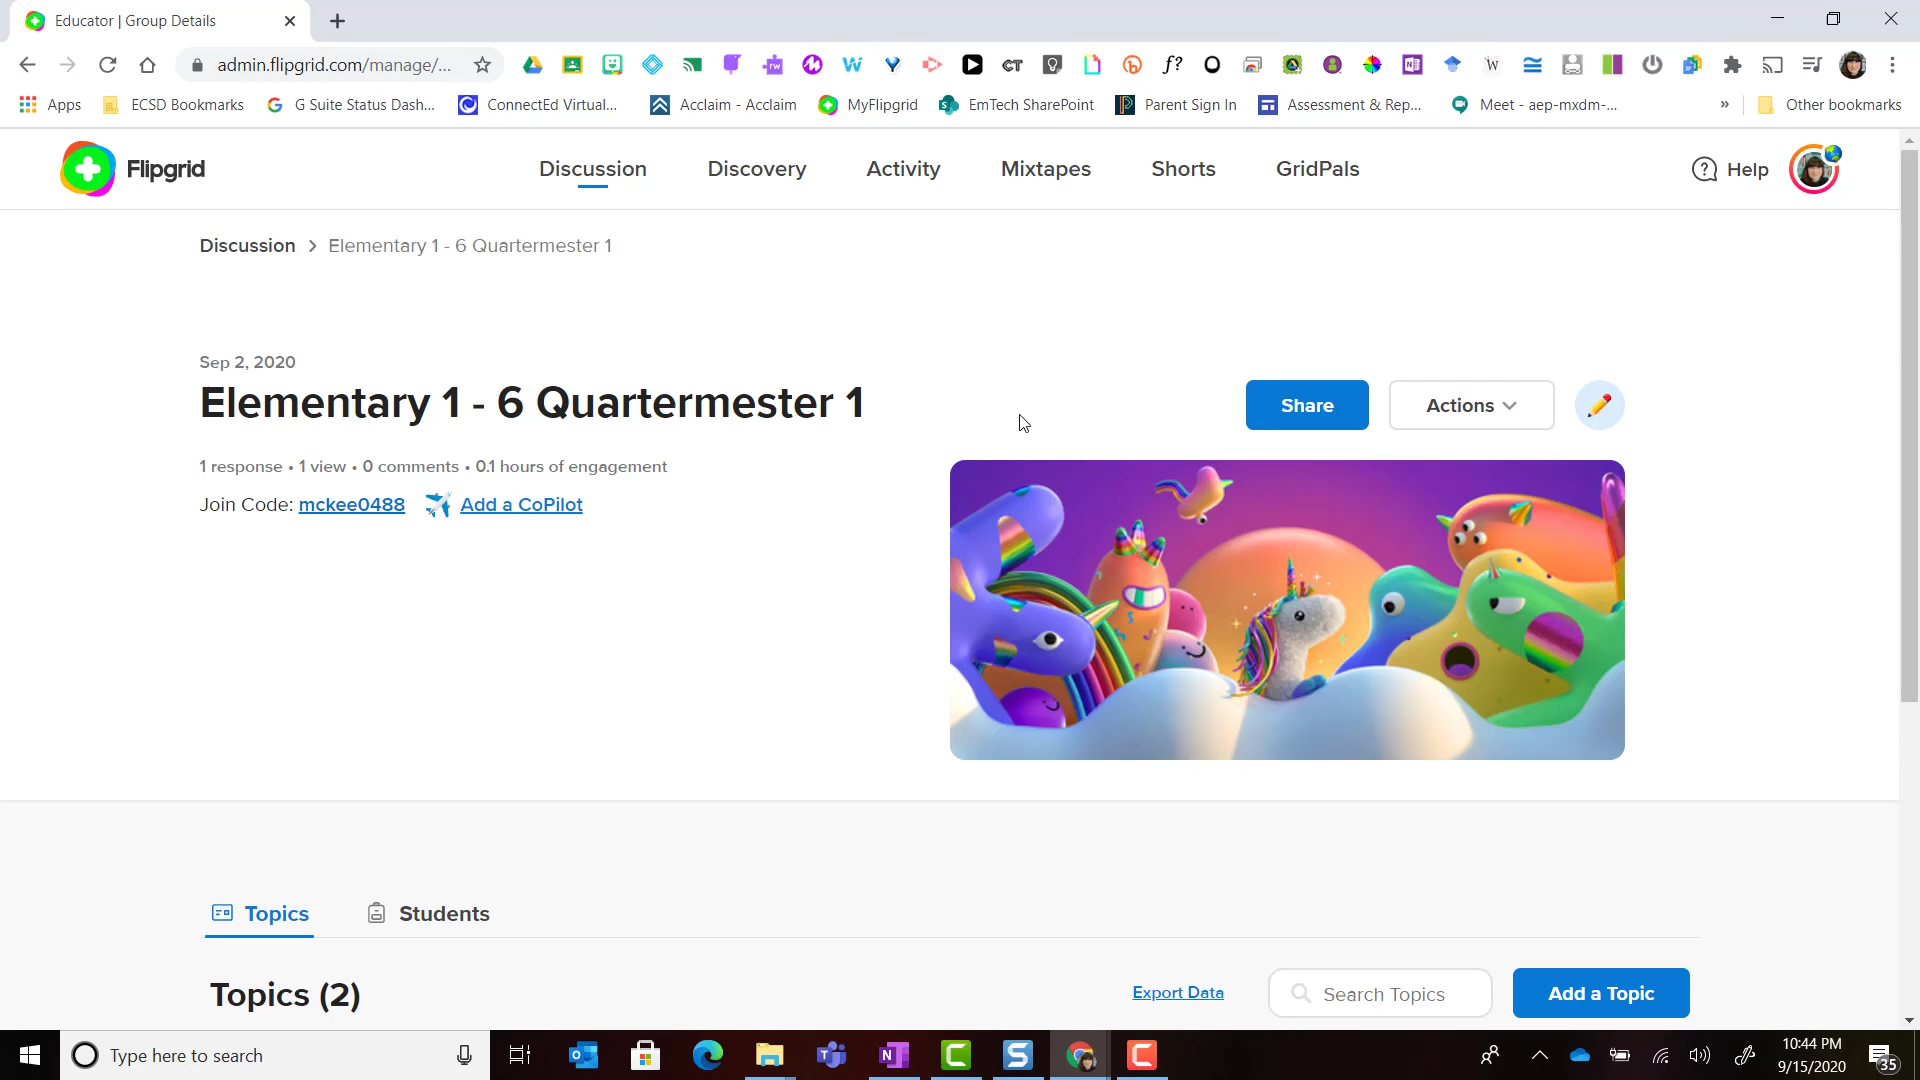 Educator | Group Details
admin.flipgrid.com/manage/...
Apps
ECSD Bookmarks
G Suite Status Dash...
ConnectEd Virtual...
Acclaim - Acclaim
MyFlipgrid
EmTech SharePoint
Parent Sign In
Assessment & Rep...
Meet - aep-mxdm-...
»
Other bookmarks
Flipgrid
Discussion
Discovery
Activity
Mixtapes
Shorts
GridPals
Help
Discussion > Elementary 1 - 6 Quartermester 1
Sep 2, 2020
Elementary 1 - 6 Quartermester 1
Share
Actions
1 response • 1 view • 0 comments • 0.1 hours of engagement
Join Code: mckee0488
Add a CoPilot
Topics
Students
Topics (2)
Export Data
Search Topics
Add a Topic
Type here to search
10:44 PM
9/15/2020
35